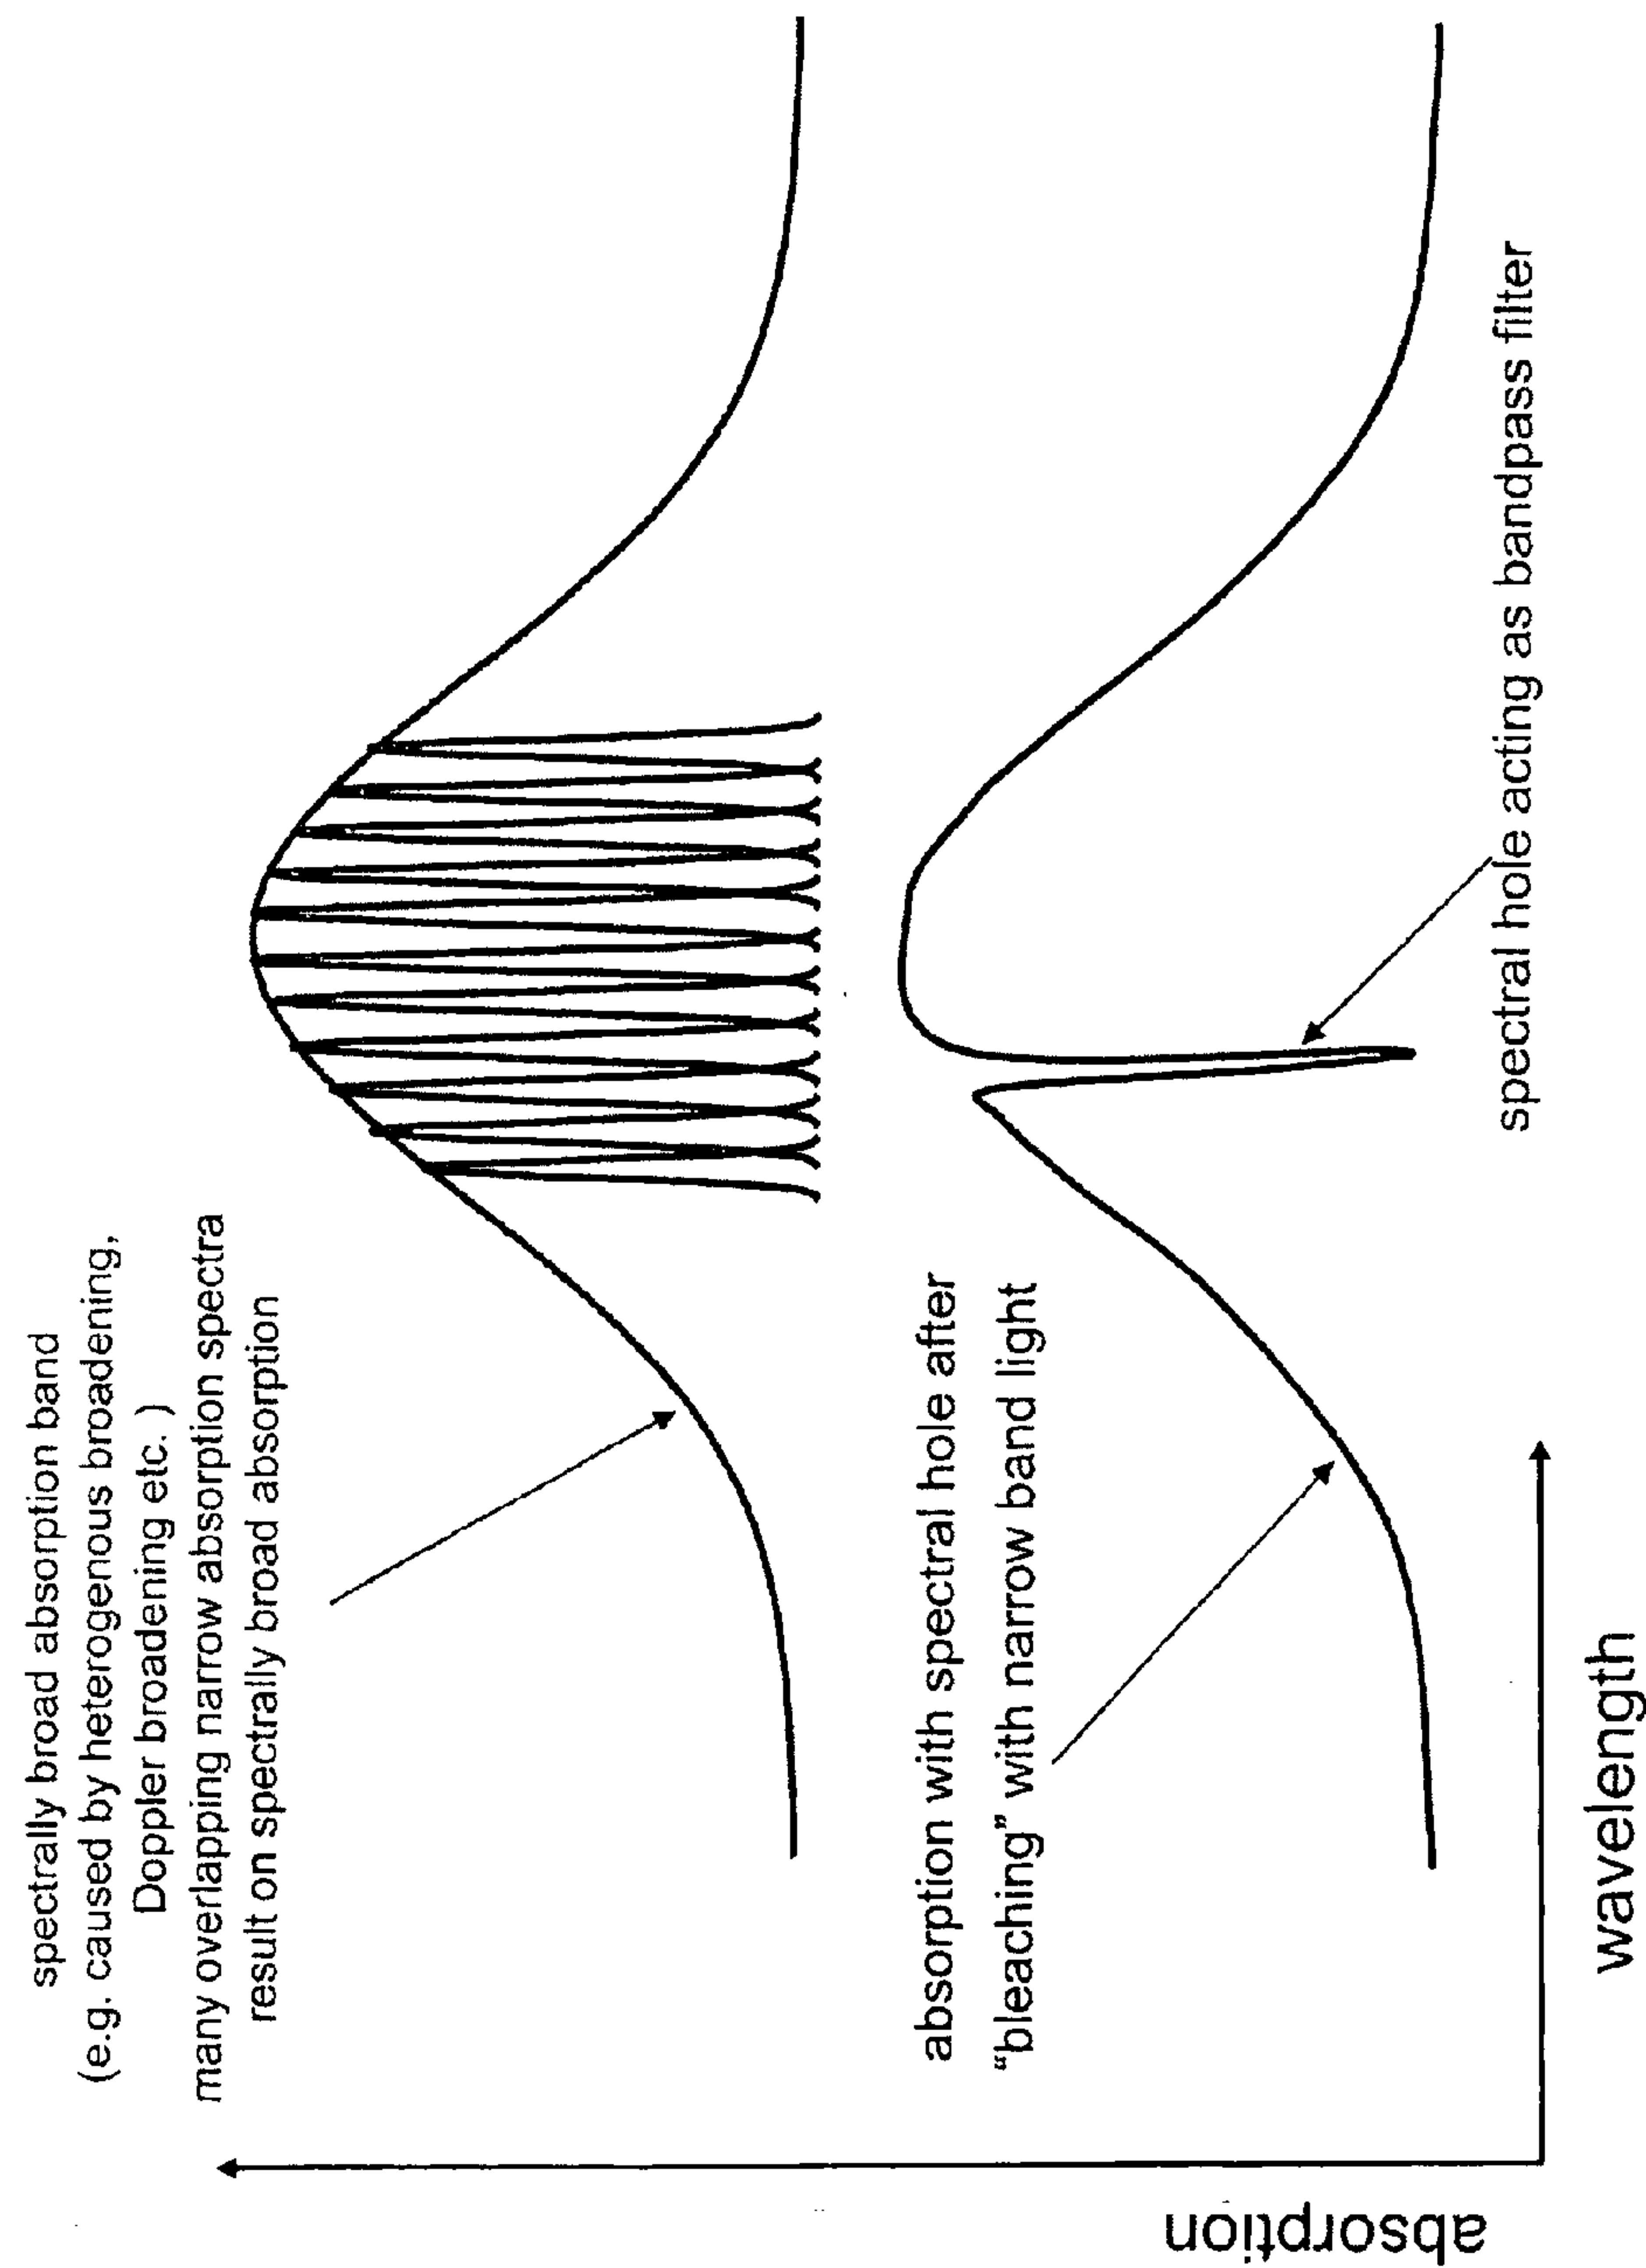 spectrally broad absorption band
(e.g. caused by heterogenous broadening,
Doppler broadening etc. )
many overlapping narrow absorption spectra
result on spectrally broad absorption
absorption with spectral hole after
“bleaching” with narrow band light
spectral hole acting as bandpass filter
absorption
wavelength